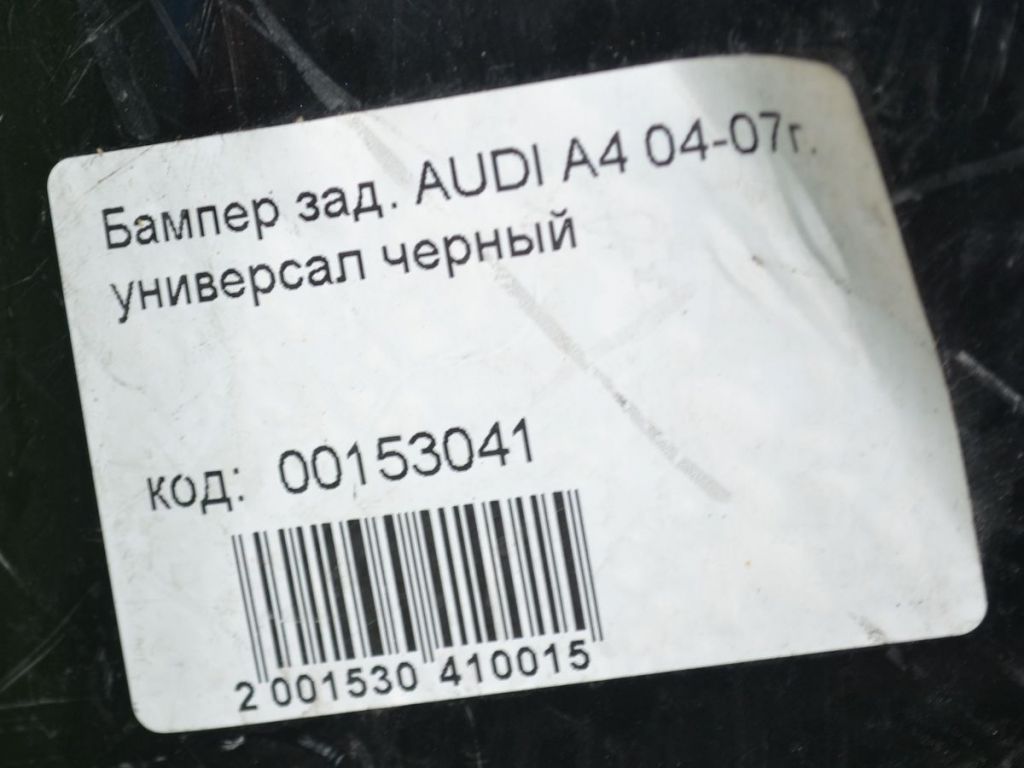 Бампер зад. AUDI A4 04-07г.
универсал черный
код: 00153041
2 001530 410015